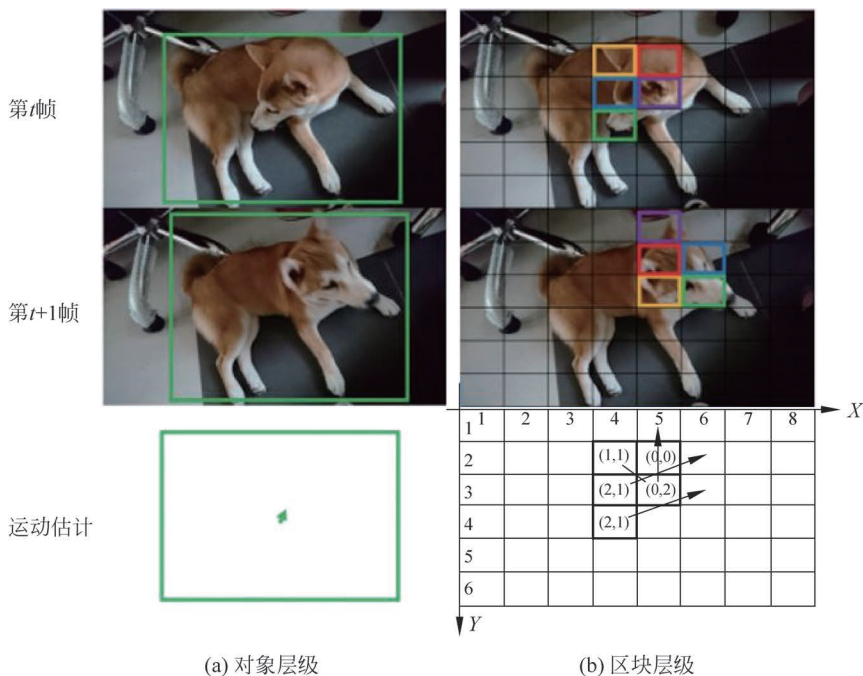 第t帧
第t+1帧
X
1 2 3 4 5 6 7 8
1
2 (1,1) (0,0)
3 (2,1) (0,2)
4 (2,1)
运动估计
5
6
Y
(a) 对象层级
(b) 区块层级